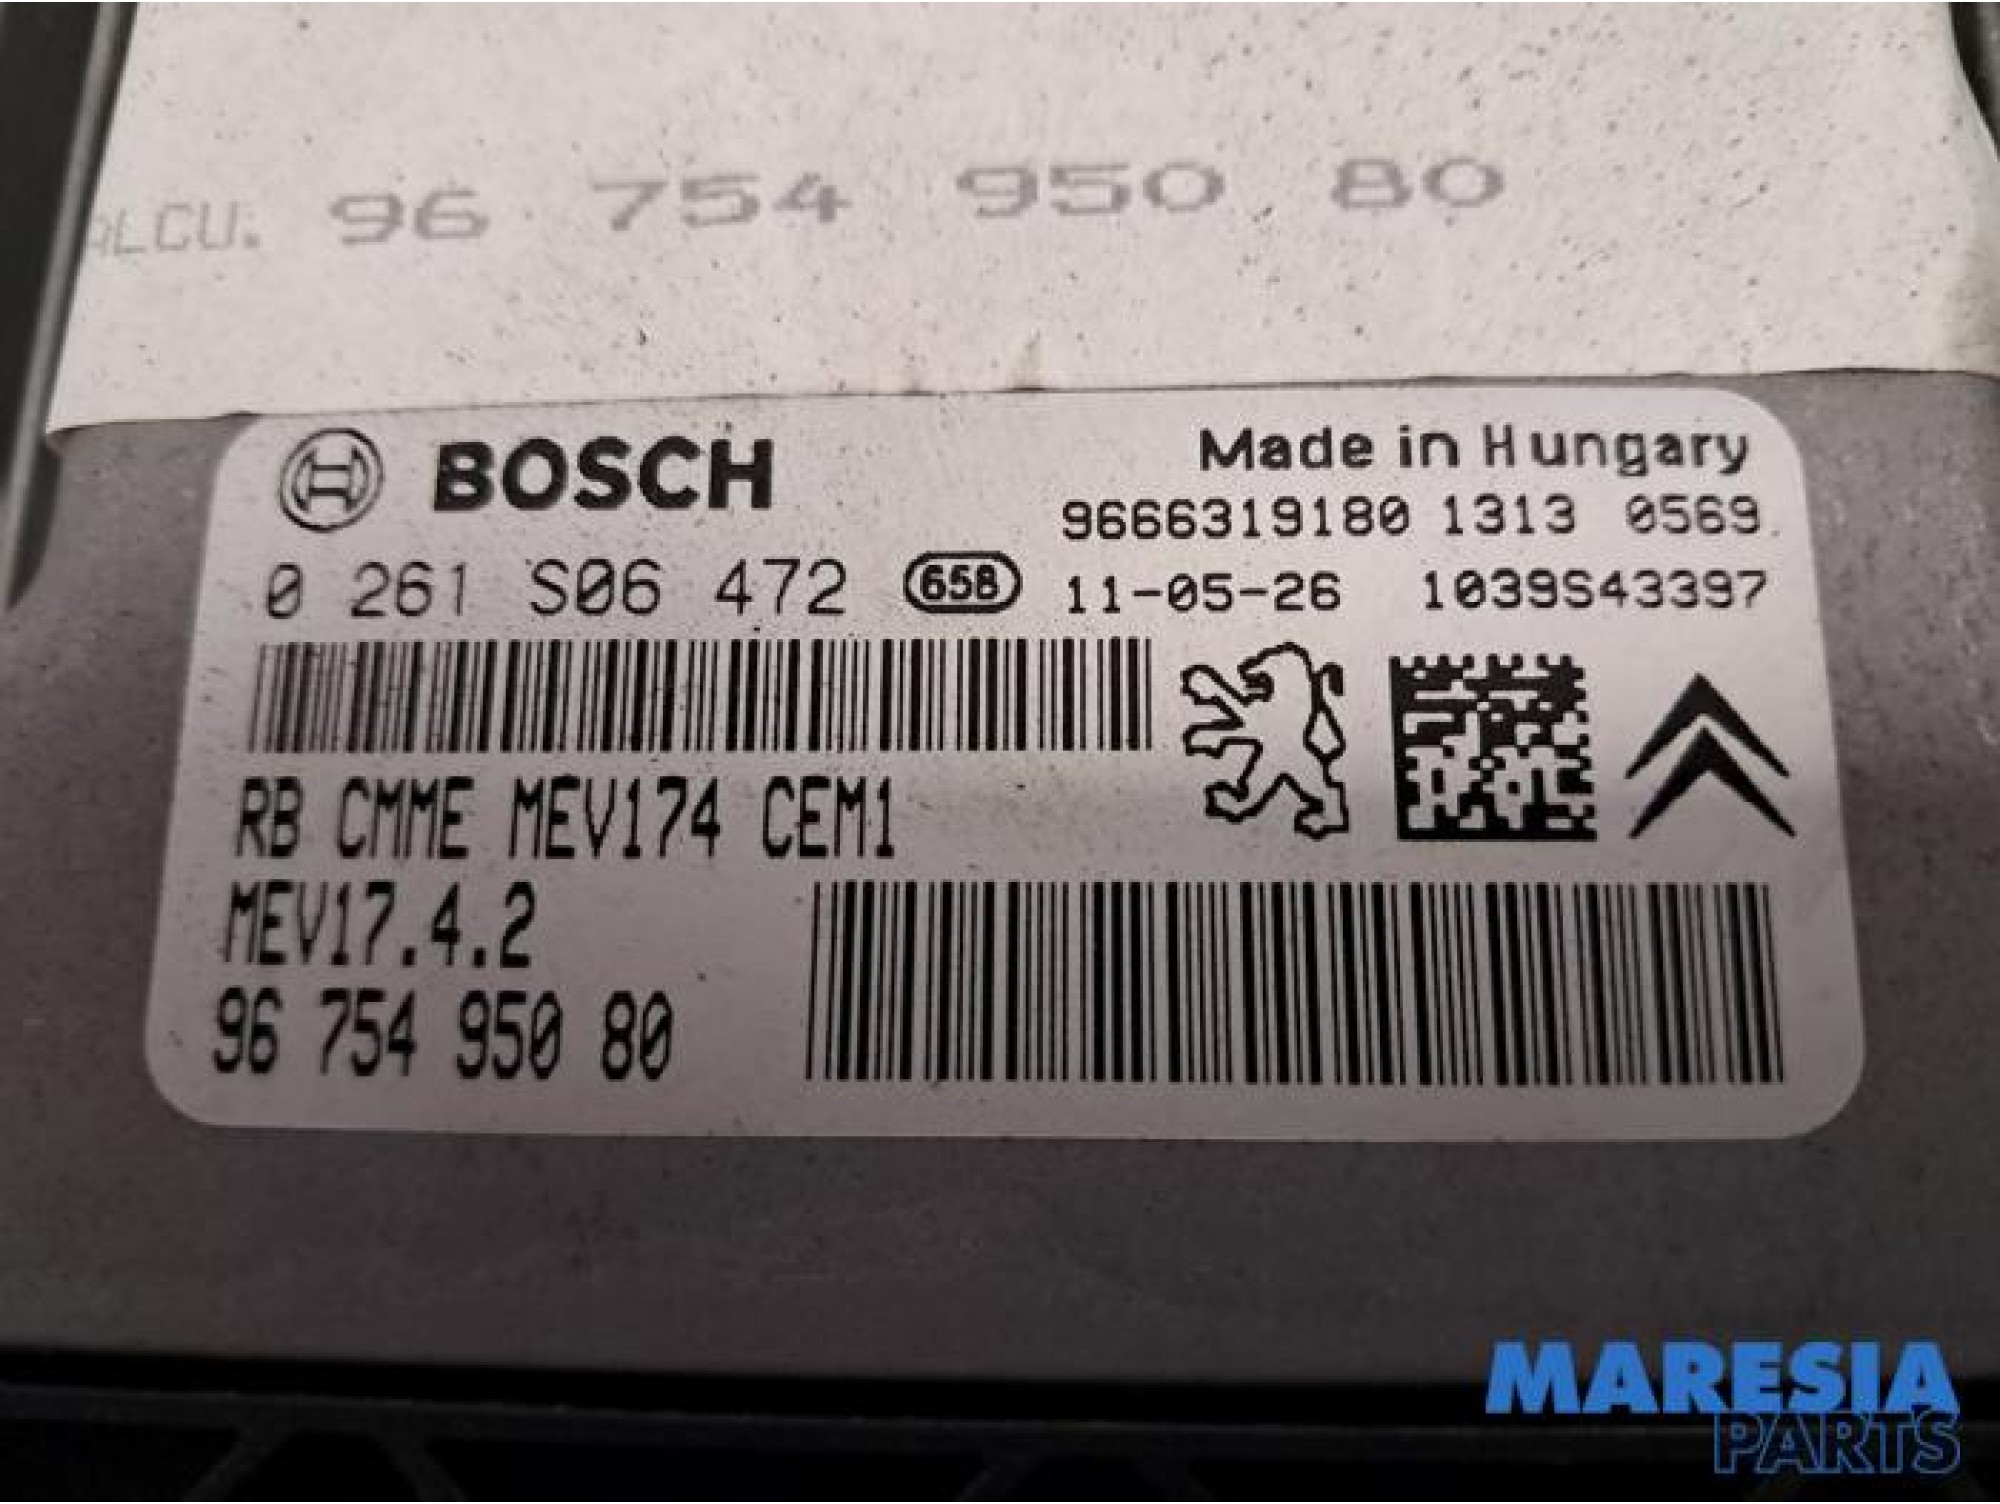 ALCU. 96 754 950 80
BOSCH
Made in Hungary
9666319180 1313 0569
0 261 S06 472 658 11-05-26 1039S43397
RB CMME MEV174 CEM1
MEV17.4.2
96 754 950 80
MARESIA
PARTS